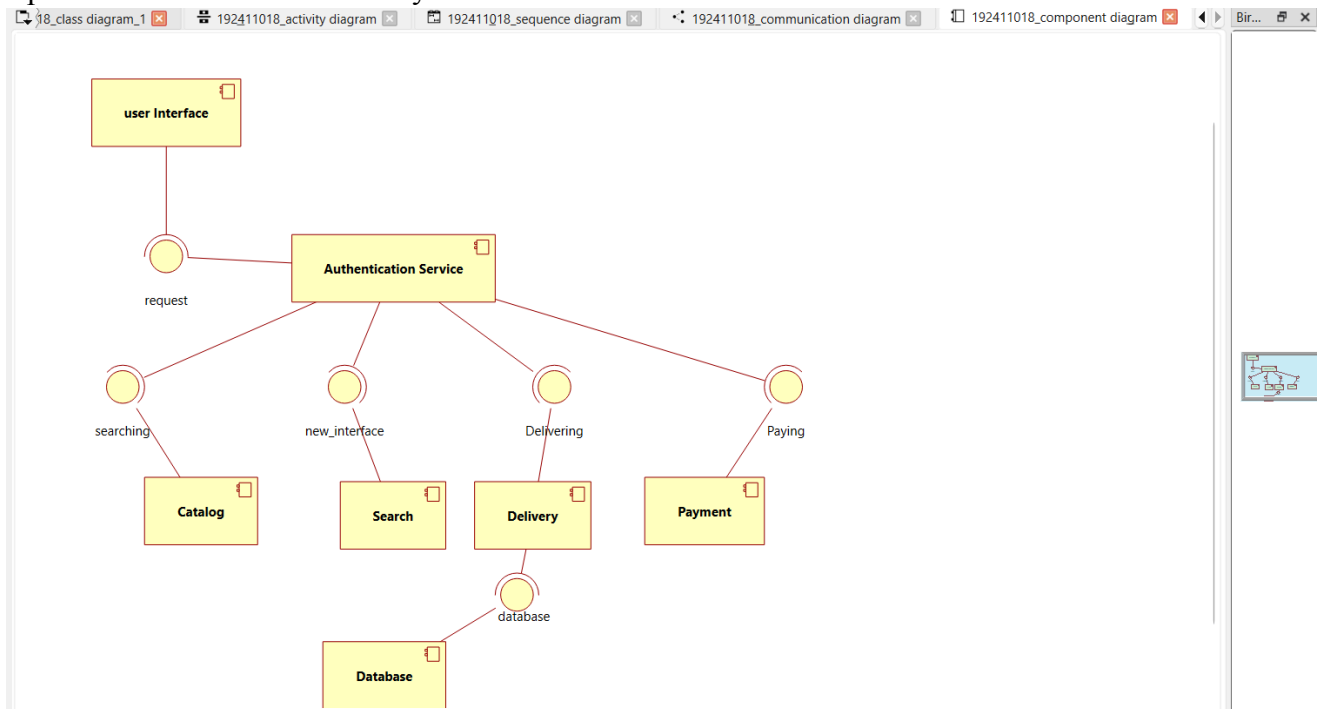 18_class diagram_1
192411018_activity diagram
192411018_sequence diagram
192411018_communication diagram
192411018_component diagram
Bir...
user Interface
Authentication Service
request
searching
new_interface
Delivering
Paying
Catalog
Search
Delivery
Payment
database
Database